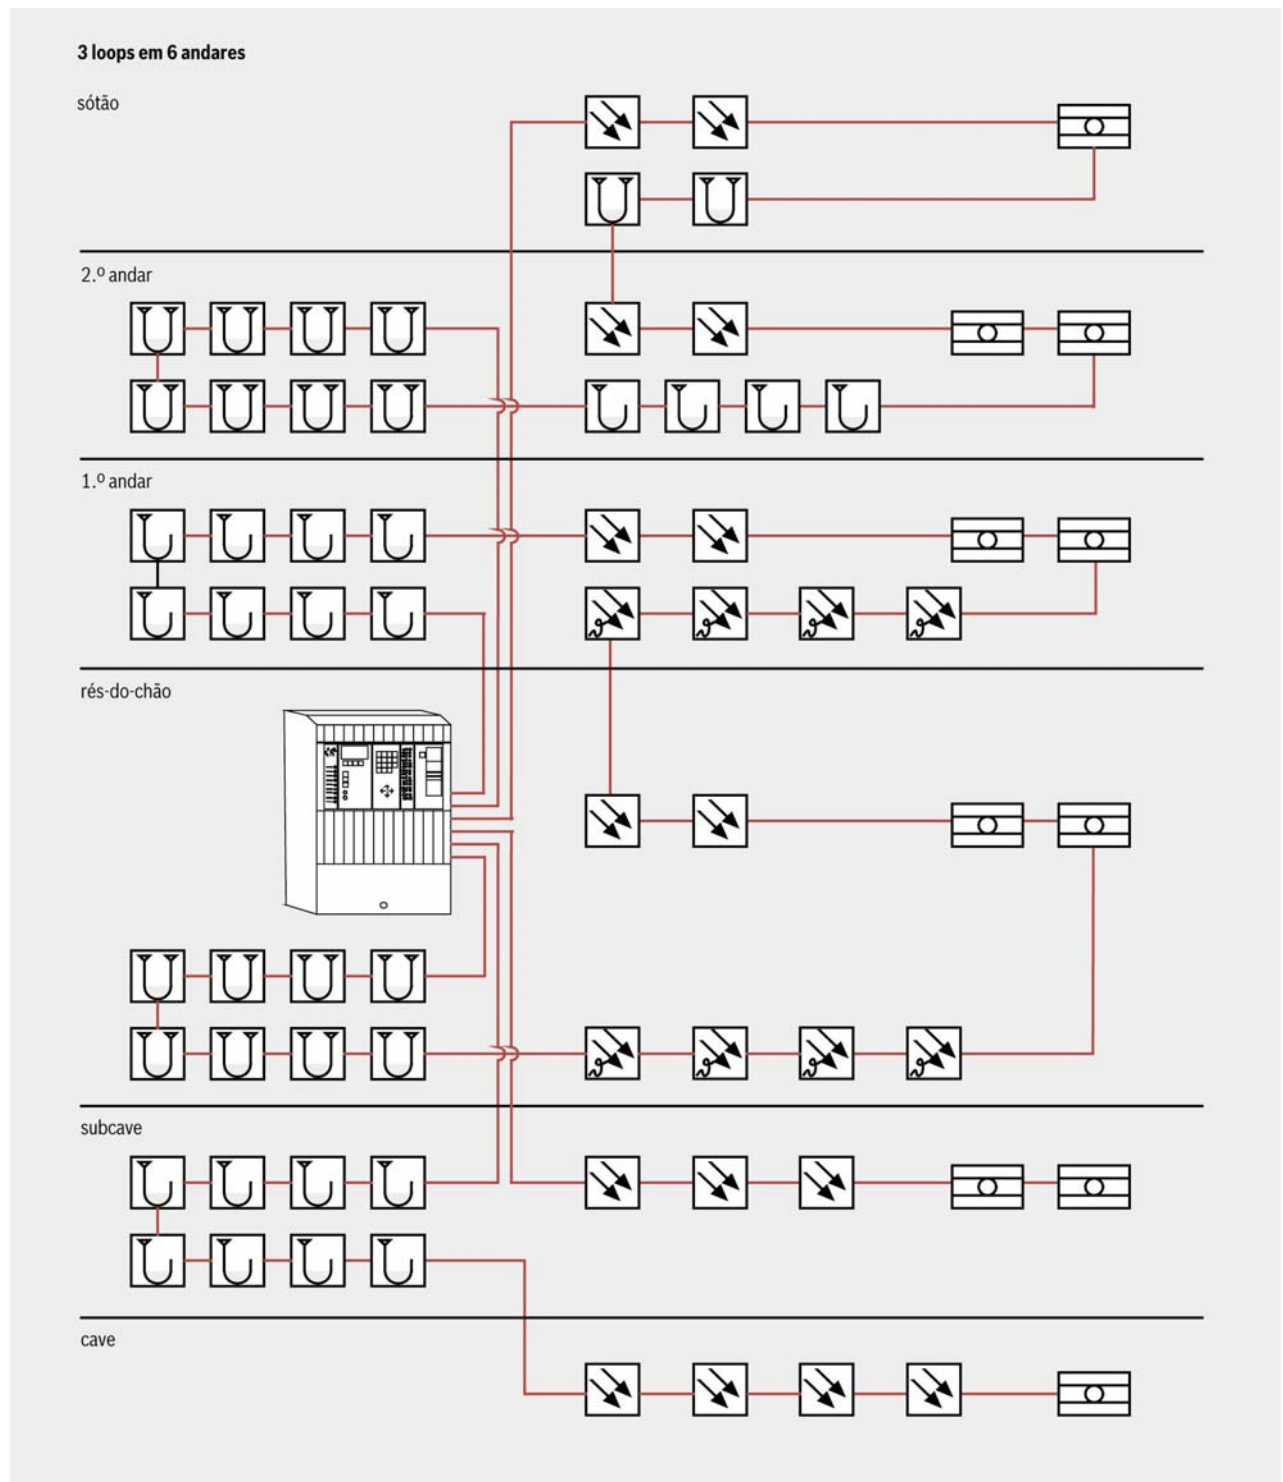 3 loops em 6 andares
sótão
2.º andar
1.º andar
rés-do-chão
subcave
cave